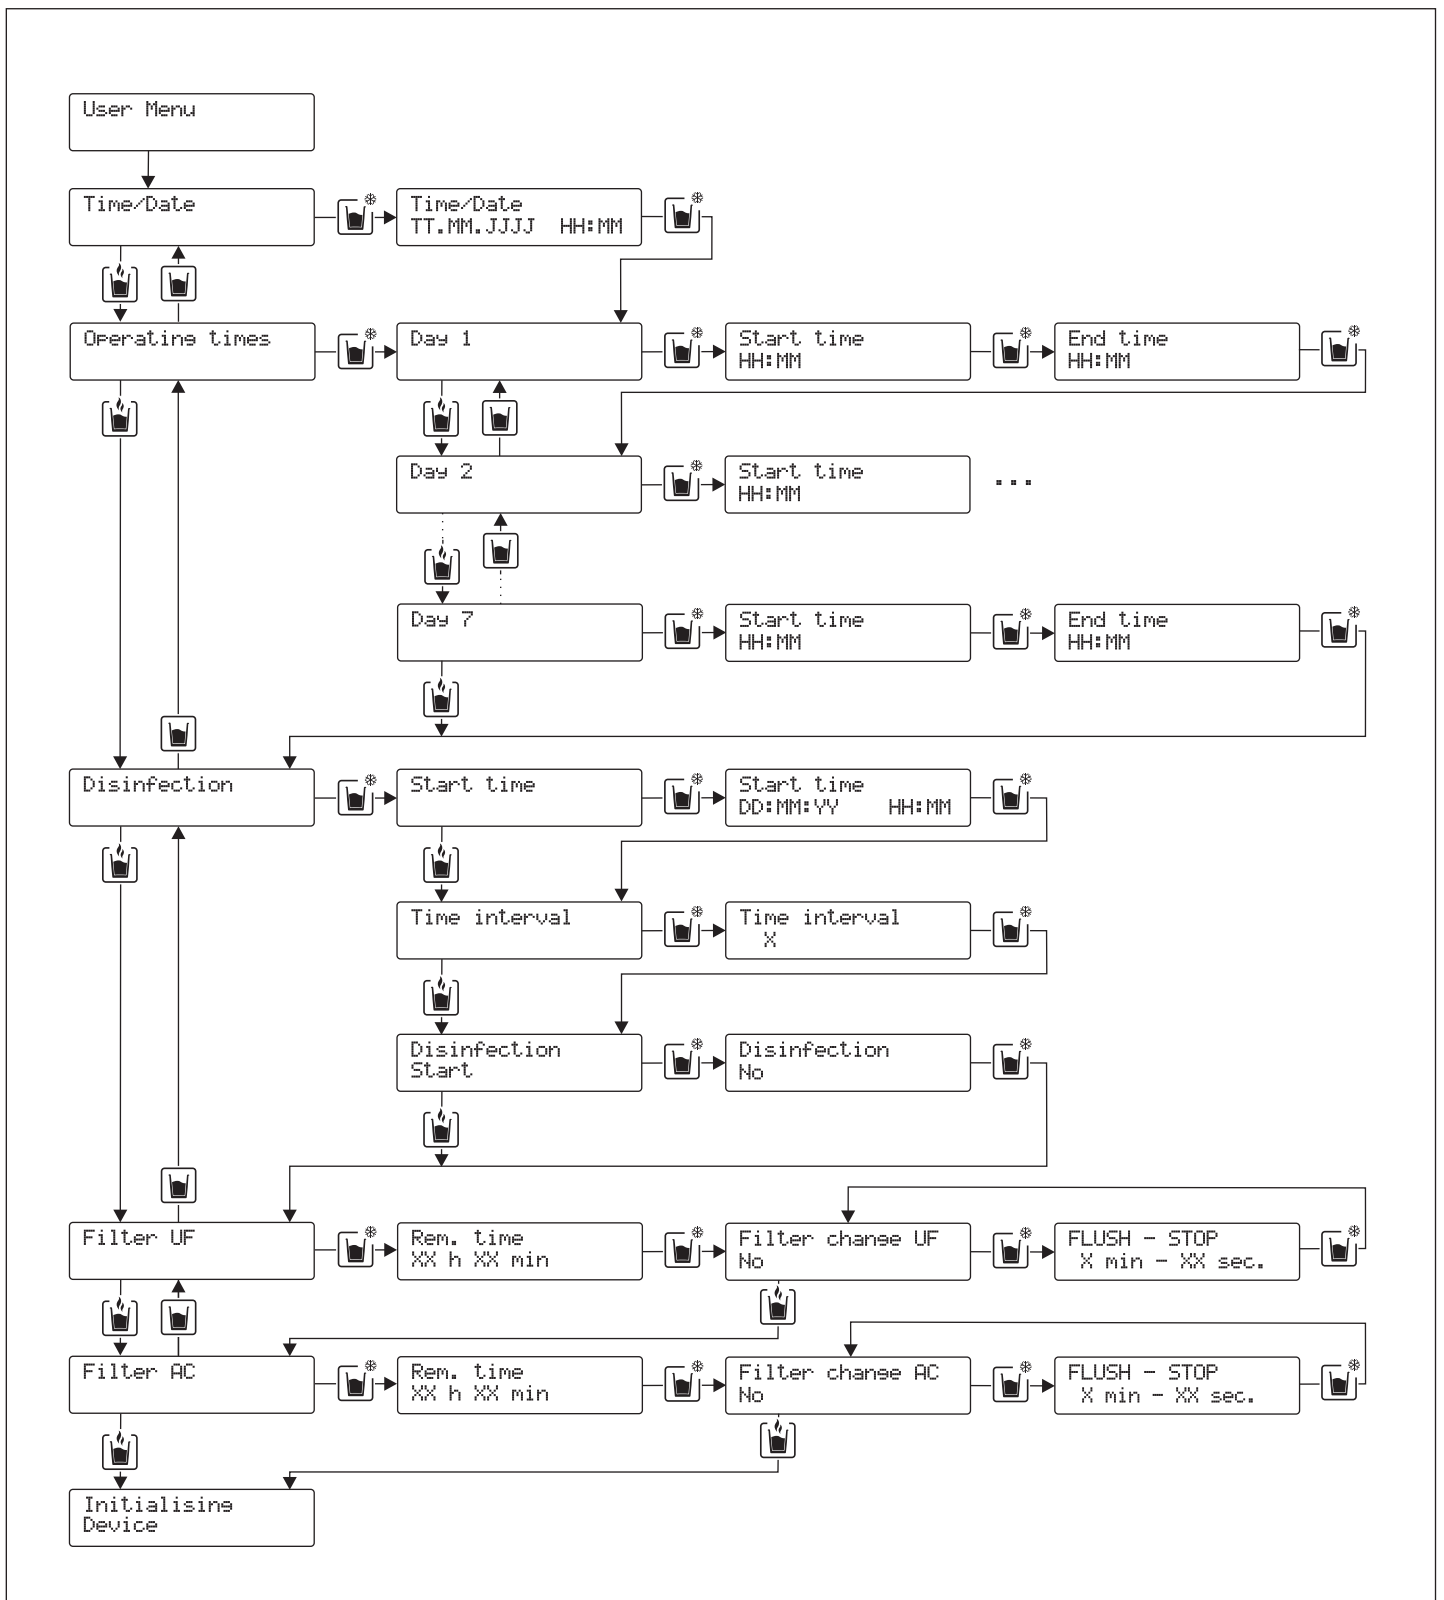 User Menu
Time/Date
Time/Date
TT.MM.JJJJ HH:MM
Operating times
Day 1
Start time
HH:MM
End time
HH:MM
Day 2
Start time
HH:MM
...
Day 7
Start time
HH:MM
End time
HH:MM
Disinfection
Start time
Start time
DD:MM:YY HH:MM
Time interval
Time interval
X
Disinfection
Start
Disinfection
No
Filter UF
Rem. time
XX h XX min
Filter change UF
No
FLUSH - STOP
X min - XX sec.
Filter AC
Rem. time
XX h XX min
Filter change AC
No
FLUSH - STOP
X min - XX sec.
Initialising
Device